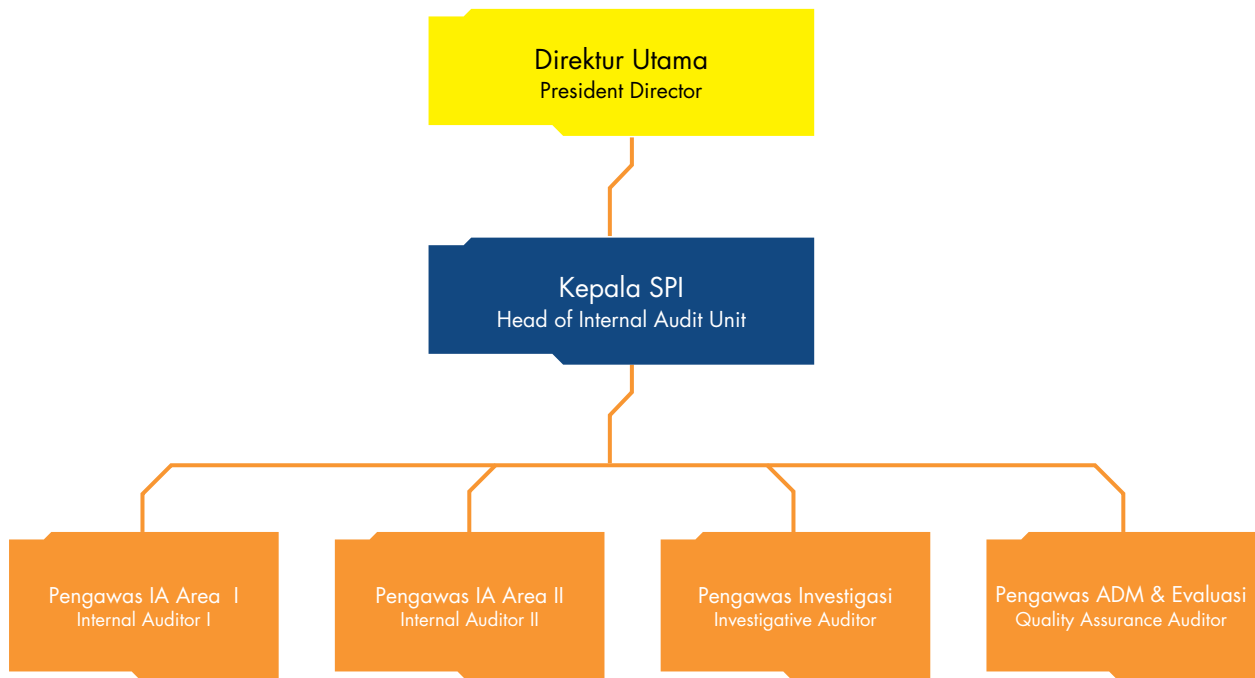 Direktur Utama
President Director
Kepala SPI
Head of Internal Audit Unit
Pengawas IA Area I
Internal Auditor I
Pengawas IA Area II
Internal Auditor II
Pengawas Investigasi
Investigative Auditor
Pengawas ADM & Evaluasi
Quality Assurance Auditor